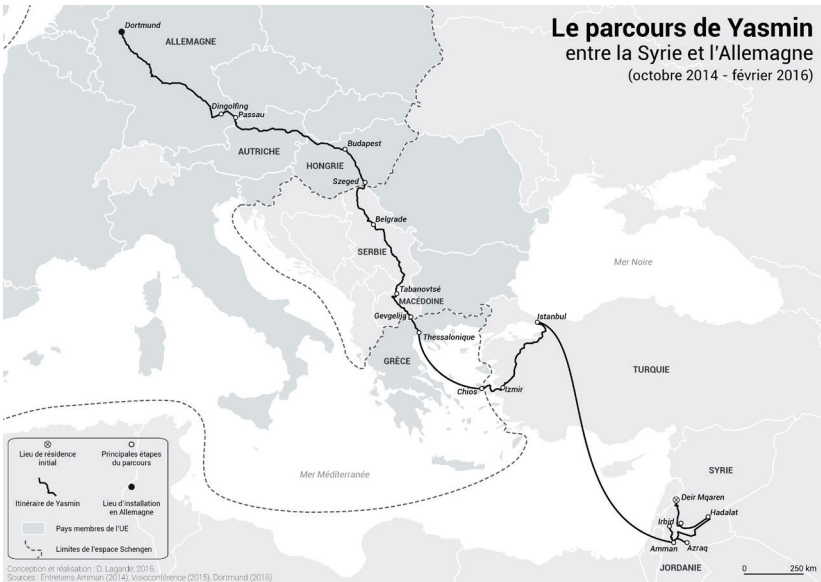 Le parcours de Yasmin
entre la Syrie et l'Allemagne
(octobre 2014 - février 2016)
Dortmund
ALLEMAGNE
Dingolfing
Passau
AUTRICHE
Budapest
HONGRIE
Szeged
Belgrade
SERBIE
Mer Noire
Tabanovtsé
MACÉDOINE
Gevgelija
Istanbul
Thessalonique
GRÈCE
TURQUIE
Chios
Izmir
Mer Méditerranée
SYRIE
Deir Mqaren
Hadalat
Irbid
Amman
Azraq
JORDANIE
0 250 km
Lieu de résidence
initial
Principales étapes
du parcours
Itinéraire de Yasmin
Lieu d'installation
en Allemagne
Pays membres de l'UE
Limites de l'espace Schengen
Conception et réalisation : D. Lagarde, 2016
Sources : Entretiens Amman (2014), Visioconférence (2015), Dortmund (2016)